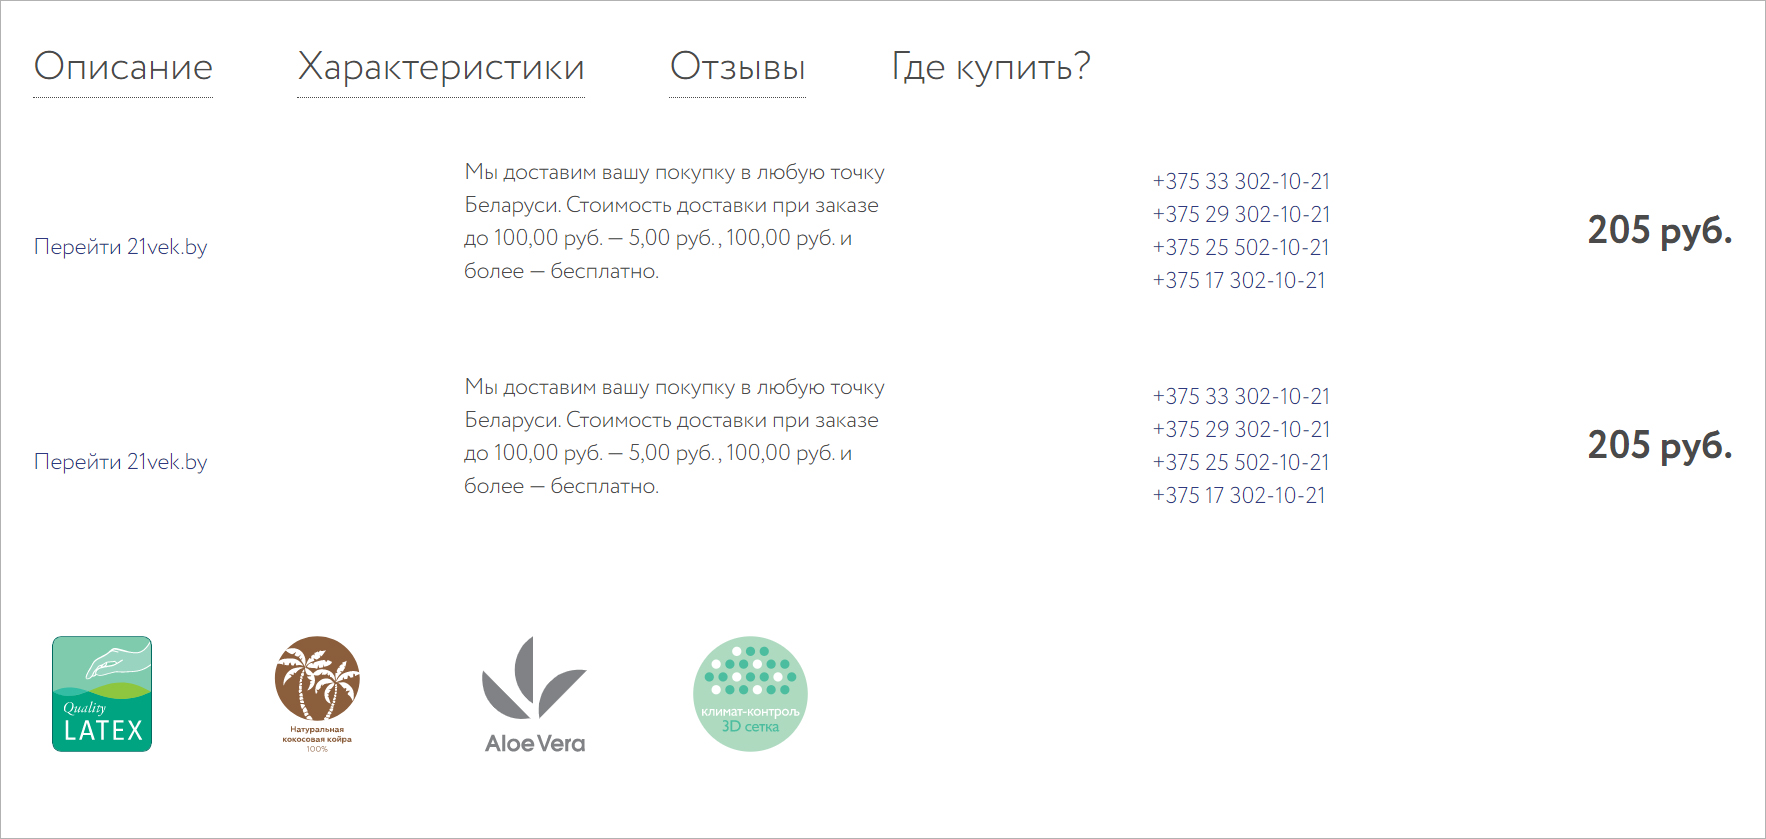 Описание Характеристики Отзывы Где купить?
Перейти 21vek.by
Мы доставим вашу покупку в любую точку
Беларуси. Стоимость доставки при заказе
до 100,00 руб. — 5,00 руб., 100,00 руб. и
более — бесплатно.
+375 33 302-10-21
+375 29 302-10-21
+375 25 502-10-21
+375 17 302-10-21
205 руб.
Перейти 21vek.by
Мы доставим вашу покупку в любую точку
Беларуси. Стоимость доставки при заказе
до 100,00 руб. — 5,00 руб., 100,00 руб. и
более — бесплатно.
+375 33 302-10-21
+375 29 302-10-21
+375 25 502-10-21
+375 17 302-10-21
205 руб.
Quality
LATEX
Натуральная
кокосовая койра
100%
Aloe Vera
климат-контроль
3D сетка